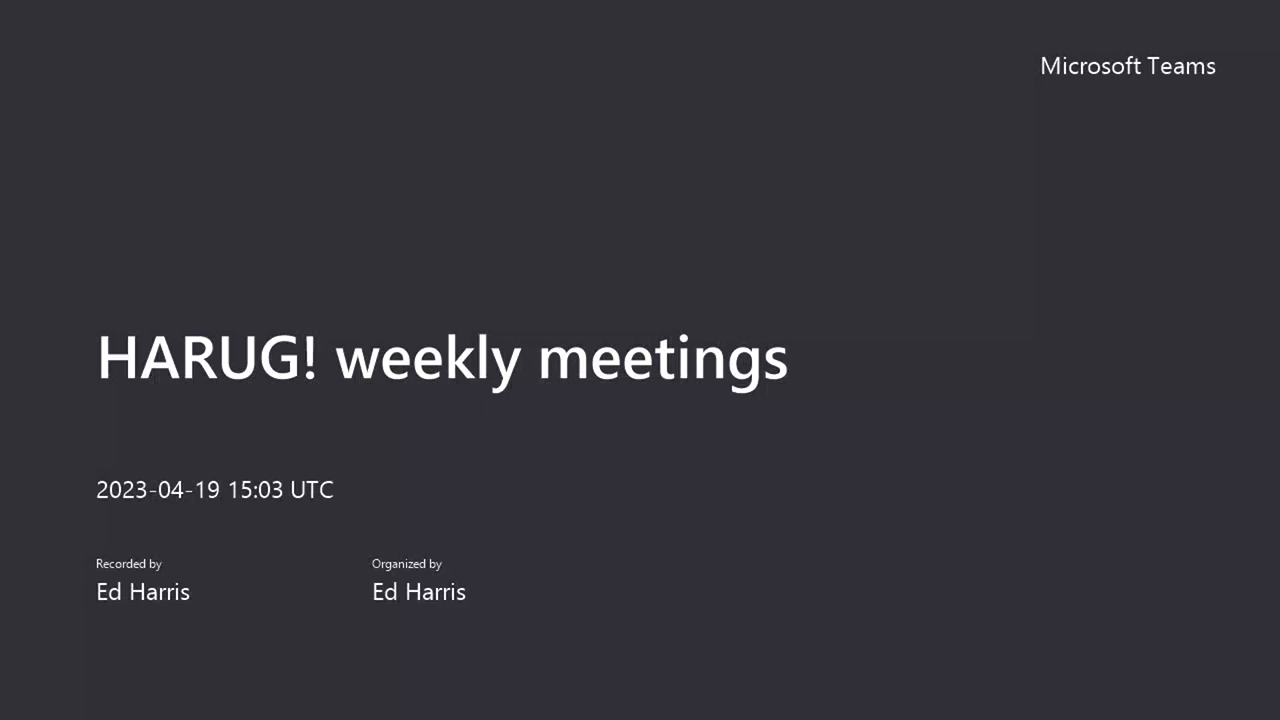 Microsoft Teams
HARUG! weekly meetings
2023-04-19 15:03 UTC
Recorded by
Ed Harris
Organized by
Ed Harris